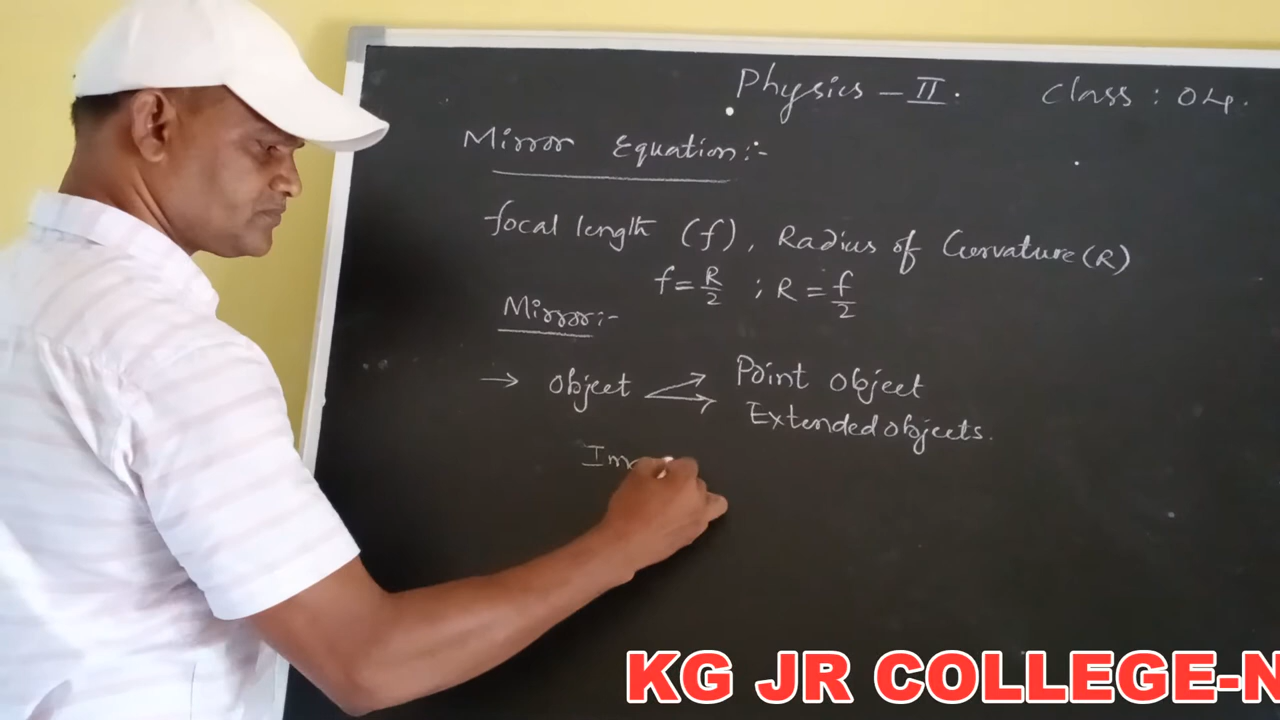 Physics - II. Class: 04.
Mirror Equation:-
focal length (f), Radius of Curvature (R)
f = R/2 ; R = f/2
Mirror:-
→ Object Point object
Extended objects.
Im
KG JR COLLEGE-N